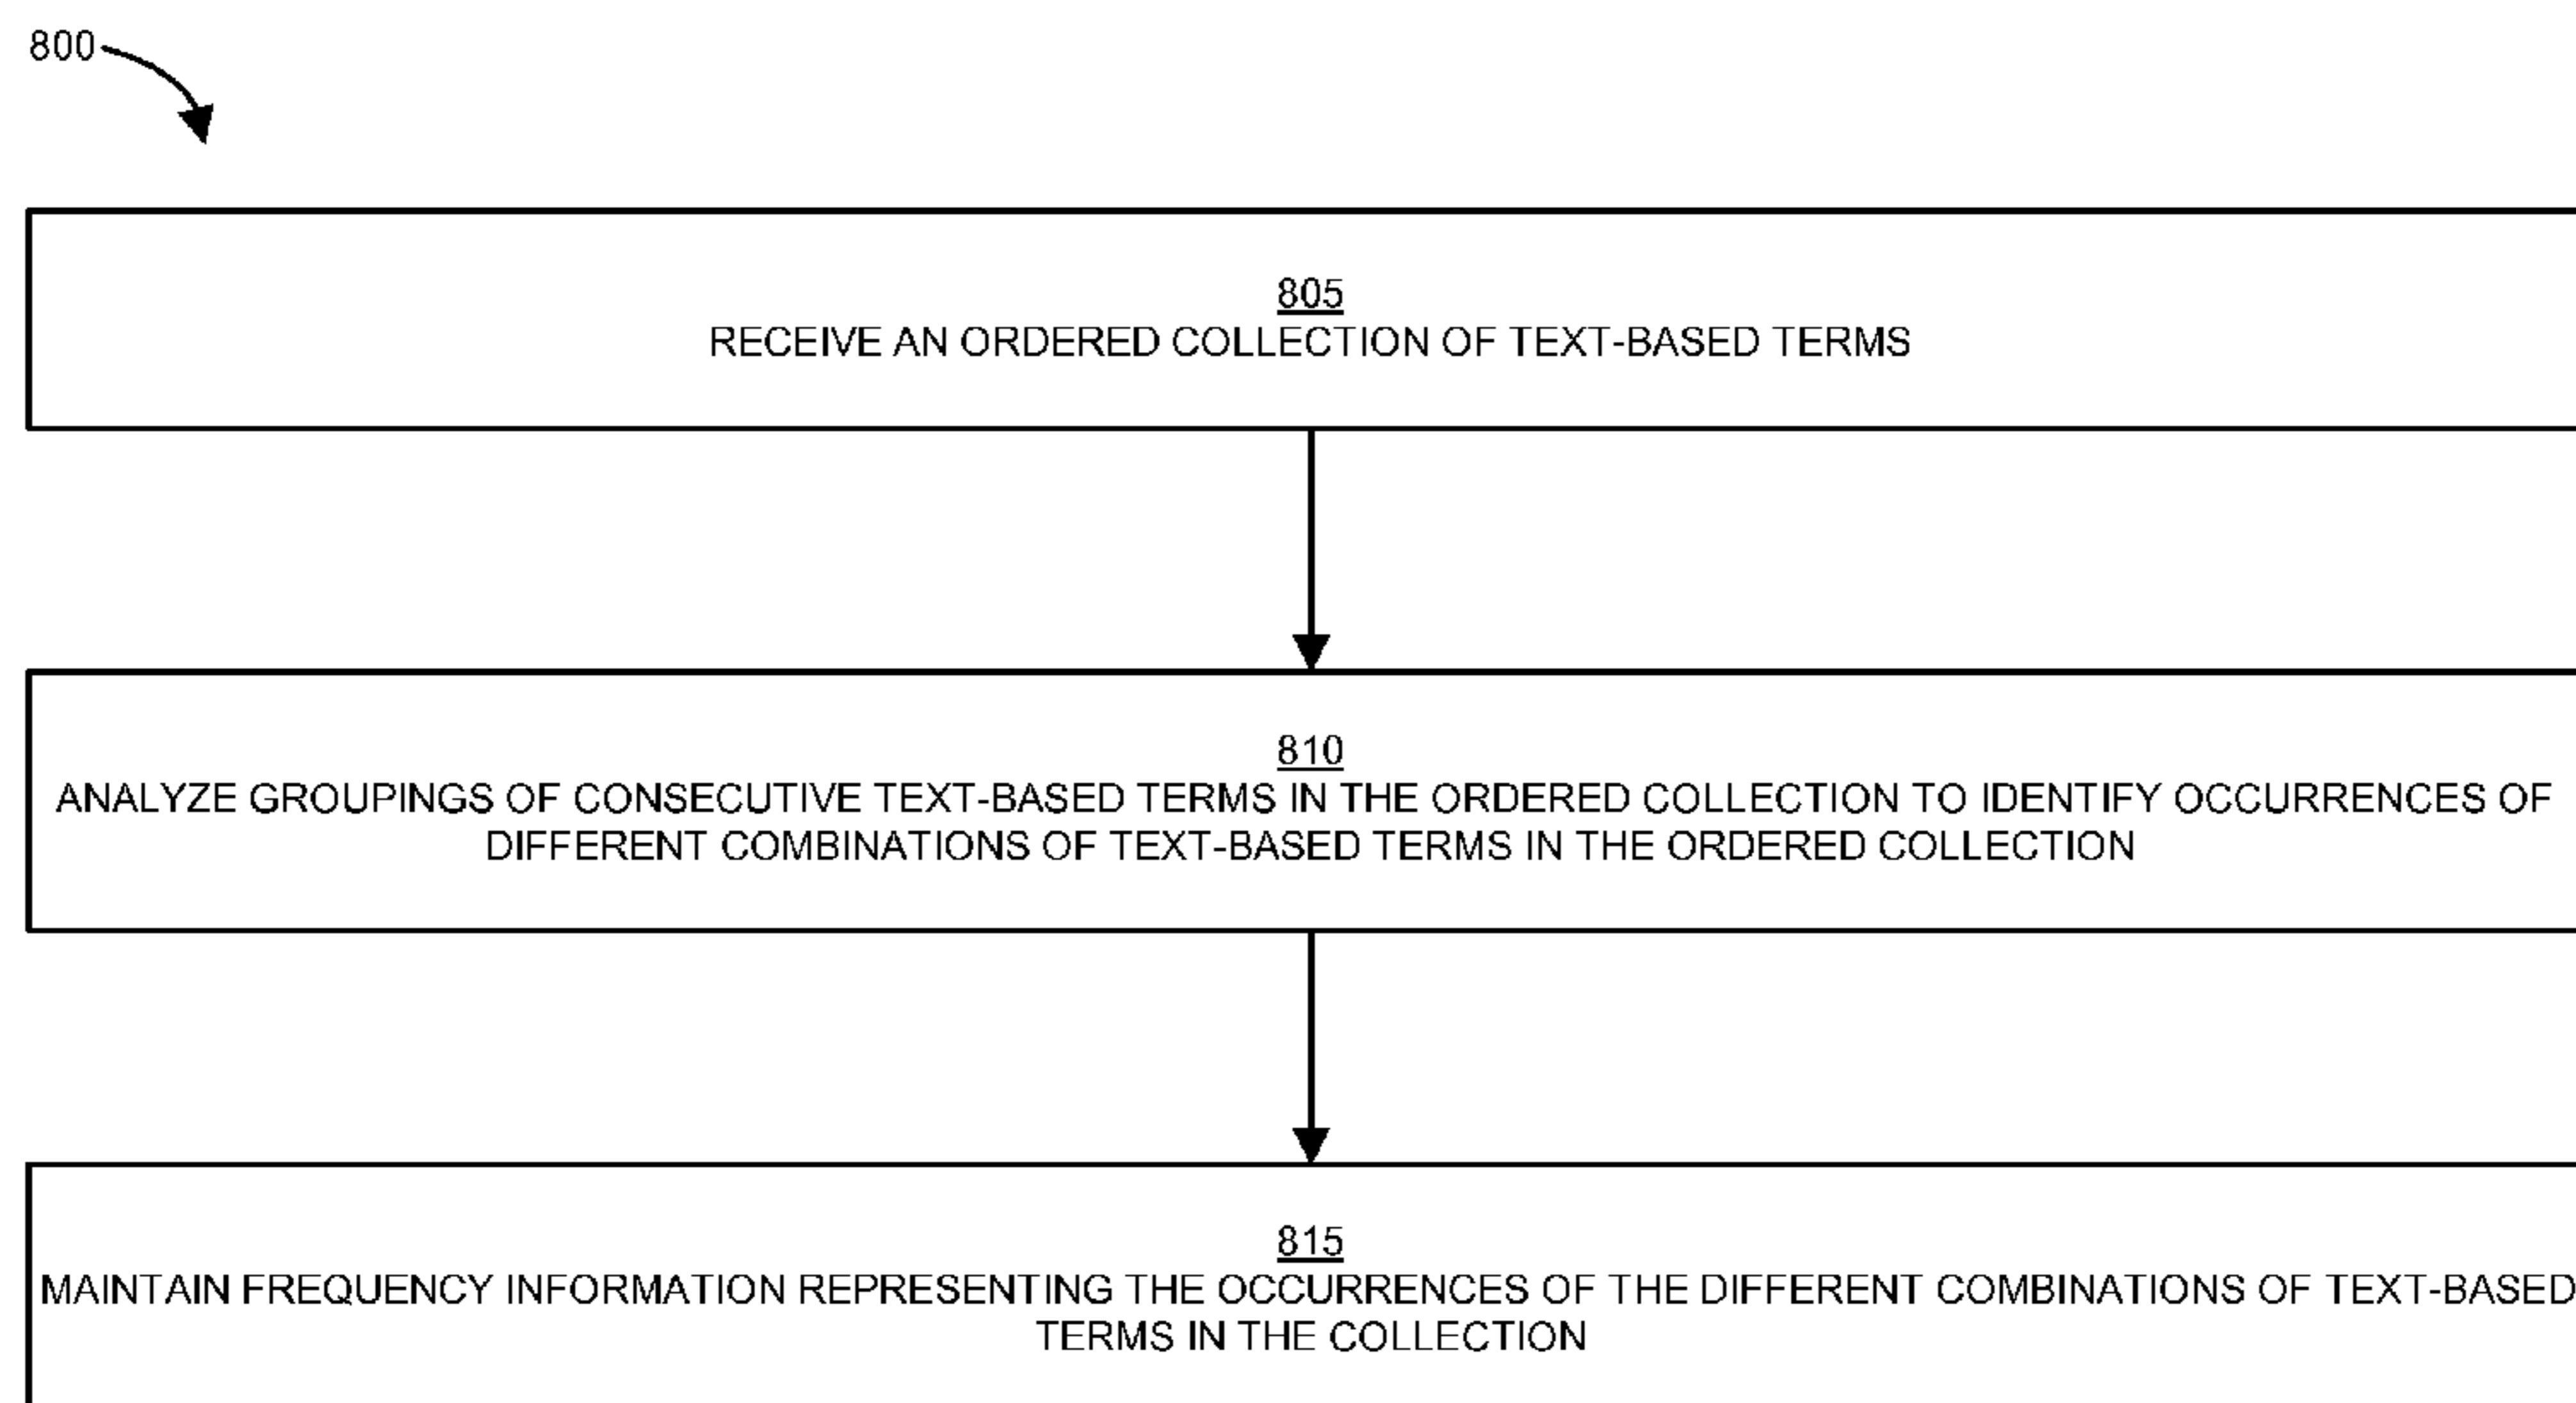 800
805
RECEIVE AN ORDERED COLLECTION OF TEXT-BASED TERMS
810
ANALYZE GROUPINGS OF CONSECUTIVE TEXT-BASED TERMS IN THE ORDERED COLLECTION TO IDENTIFY OCCURRENCES OF
DIFFERENT COMBINATIONS OF TEXT-BASED TERMS IN THE ORDERED COLLECTION
815
MAINTAIN FREQUENCY INFORMATION REPRESENTING THE OCCURRENCES OF THE DIFFERENT COMBINATIONS OF TEXT-BASED
TERMS IN THE COLLECTION